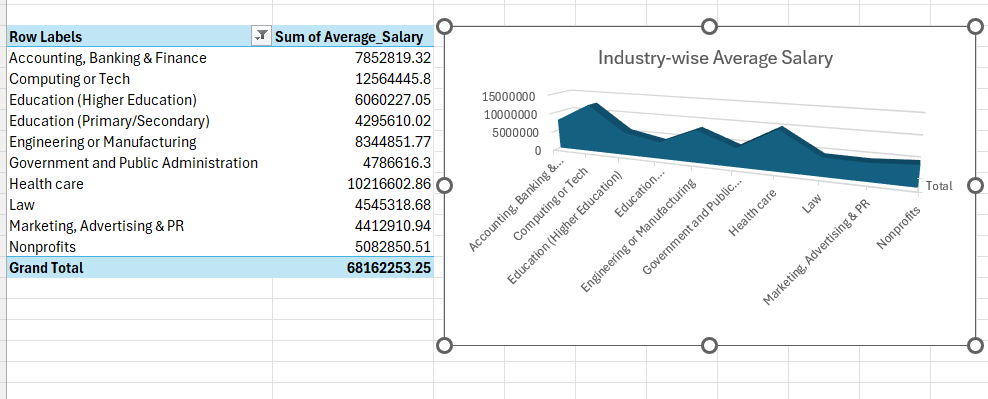 Row Labels Sum of Average_Salary
Accounting, Banking & Finance 7852819.32
Computing or Tech 12564445.8
Education (Higher Education) 6060227.05
Education (Primary/Secondary) 4295610.02
Engineering or Manufacturing 8344851.77
Government and Public Administration 4786616.3
Health care 10216602.86
Law 4545318.68
Marketing, Advertising & PR 4412910.94
Nonprofits 5082850.51
Grand Total 68162253.25
Industry-wise Average Salary
15000000
10000000
5000000
0
Accounting, Banking &...
Computing or Tech
Education (Higher Education)
Education...
Engineering or Manufacturing
Government and Public...
Health care
Law
Marketing, Advertising & PR
Nonprofits
Total